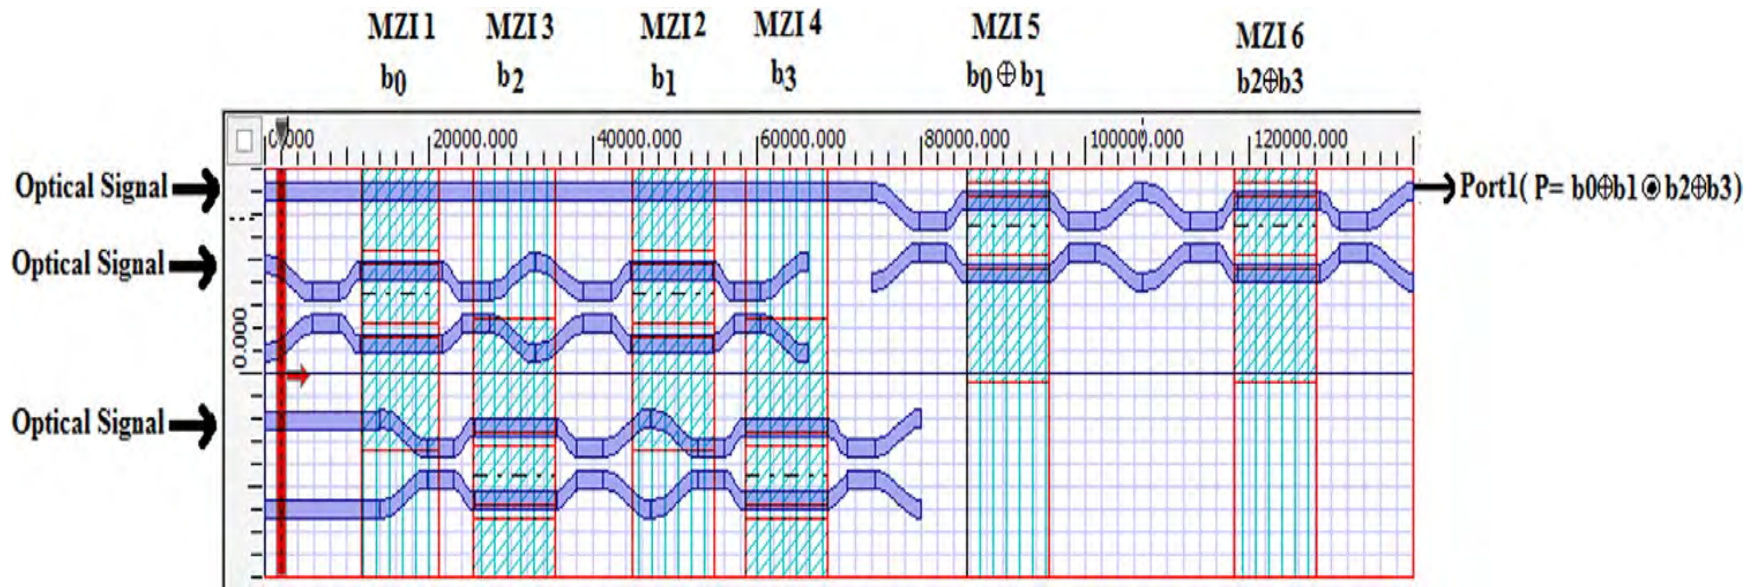 MZI 1 MZI 3 MZI 2 MZI 4 MZI 5 MZI 6
b0 b2 b1 b3 b0⊕b1 b2⊕b3
0.000 20000.000 40000.000 60000.000 80000.000 100000.000 120000.000
Optical Signal Port1( P= b0⊕b1⊙b2⊕b3)
Optical Signal
0.000
Optical Signal